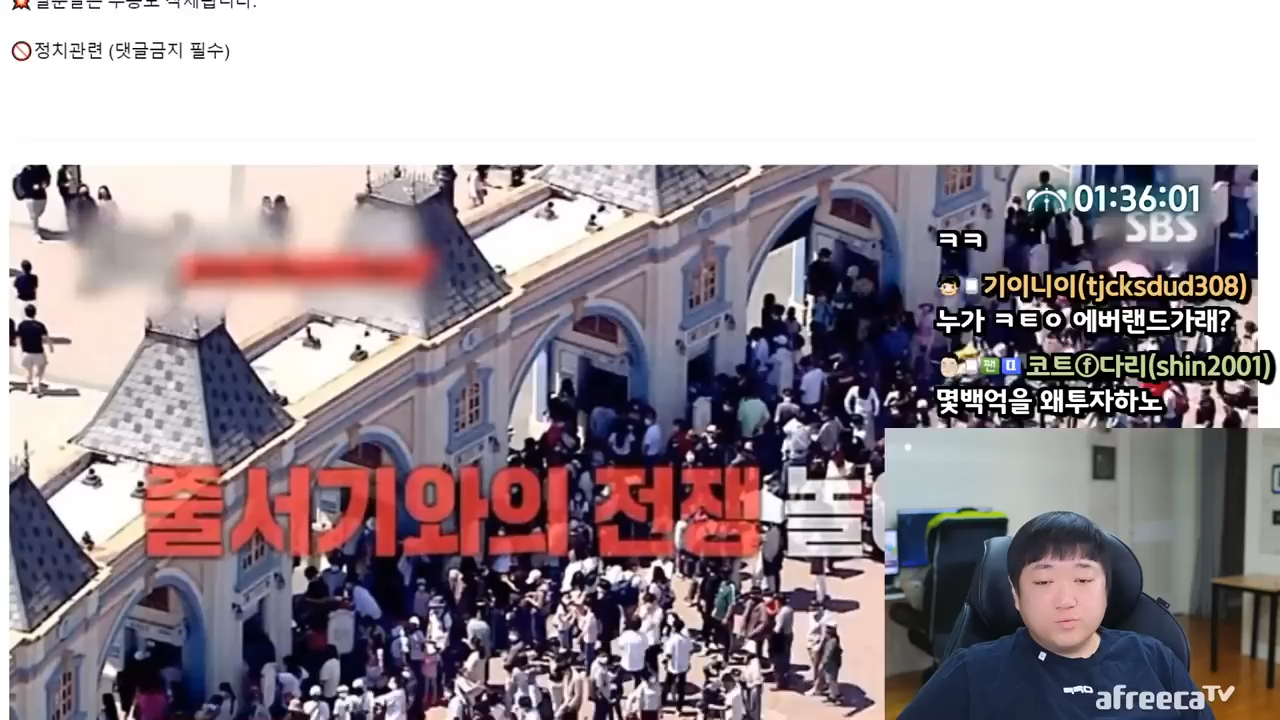 🚫정치관련 (댓글금지 필수)
01:36:01
SBS
ㅋㅋ
기이니이(tjcksdud308)
누가 ㅋㅌㅇ 에버랜드가래?
팬 코트ⓕ다리(shin2001)
몇백억을 왜투자하노
줄서기와의 전쟁 놀
afreecaTV